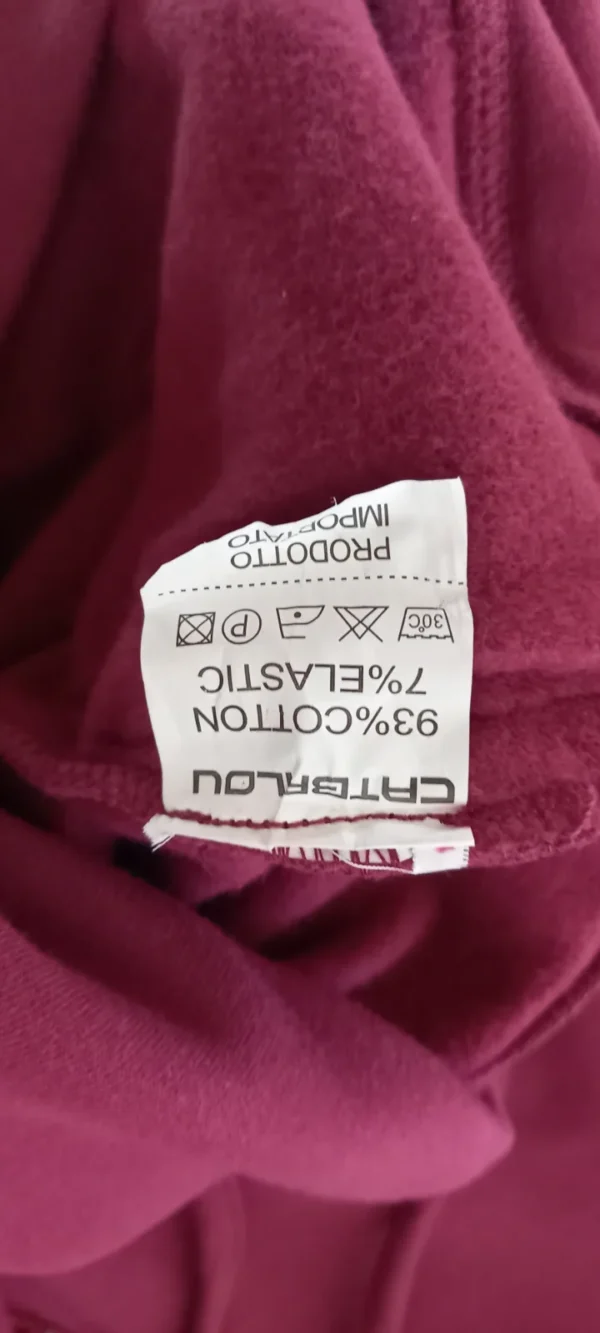 CATBALOU
93%COTTON
7%ELASTIC
30°C P
PRODOTTO
IMPORTATO